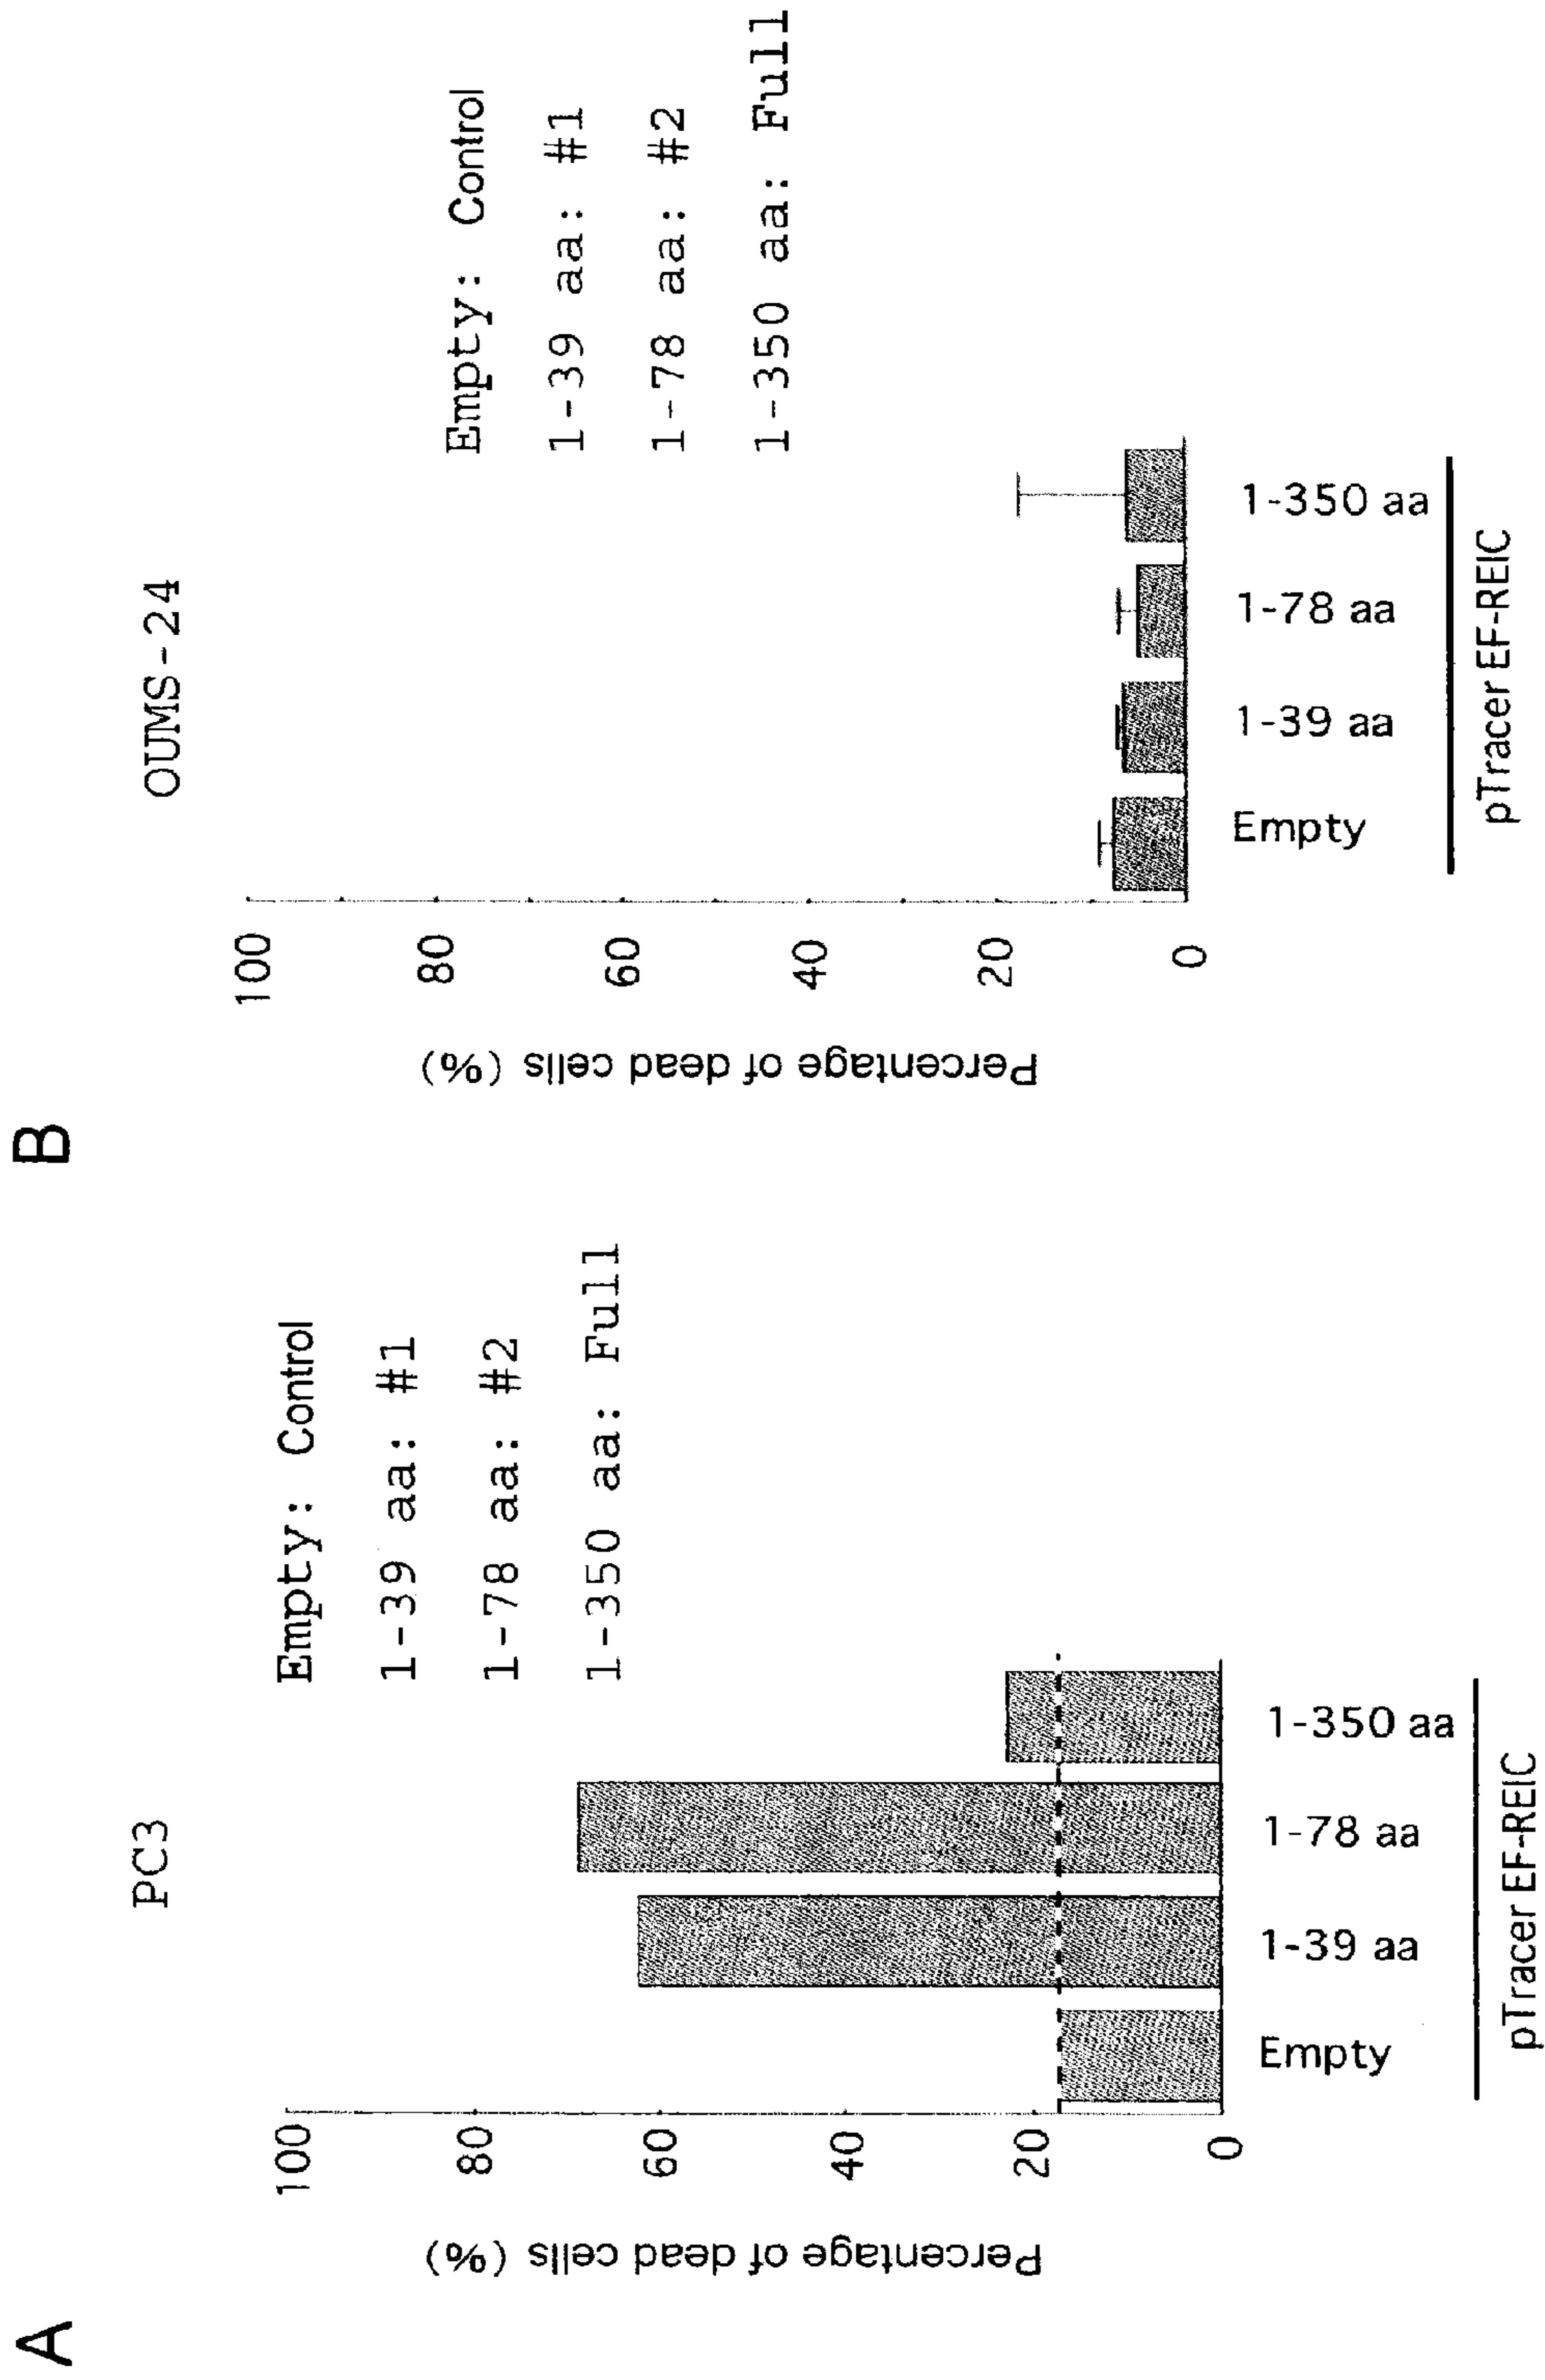 A
PC3
Percentage of dead cells (%)
100
80
60
40
20
0
Empty: Control
1-39 aa: #1
1-78 aa: #2
1-350 aa: Full
Empty
1-39 aa
1-78 aa
1-350 aa
pTracer EF-REIC
B
OUMS-24
Percentage of dead cells (%)
100
80
60
40
20
0
Empty: Control
1-39 aa: #1
1-78 aa: #2
1-350 aa: Full
Empty
1-39 aa
1-78 aa
1-350 aa
pTracer EF-REIC